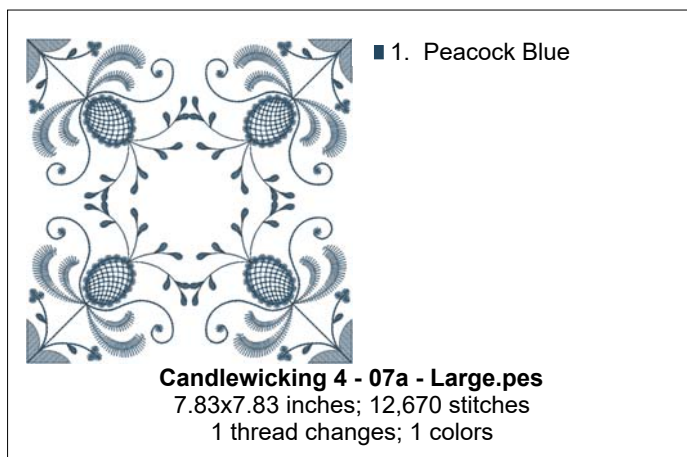 1. Peacock Blue
Candlewicking 4 - 07a - Large.pes
7.83x7.83 inches; 12,670 stitches
1 thread changes; 1 colors